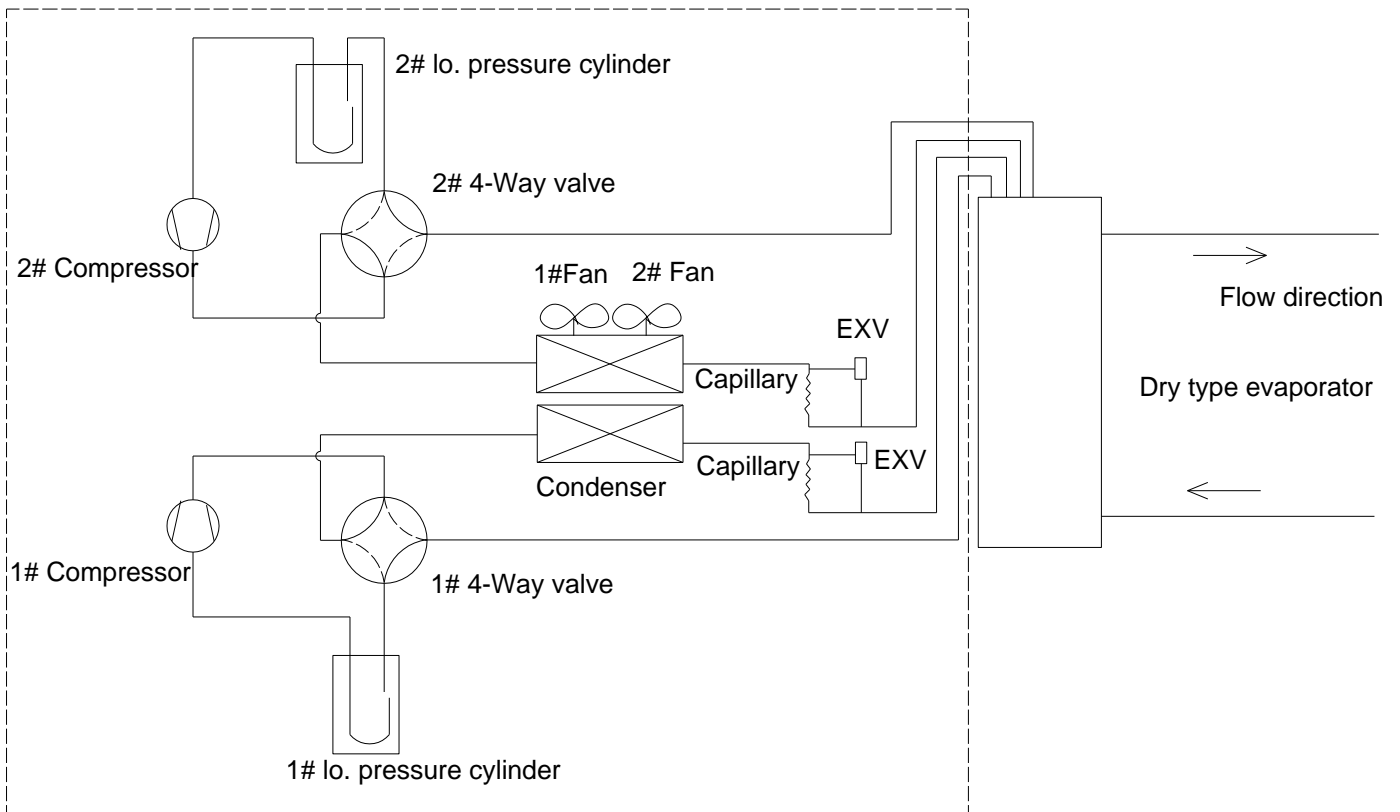 2# lo. pressure cylinder
2# 4-Way valve
2# Compressor
1#Fan
2# Fan
EXV
Flow direction
Capillary
Dry type evaporator
Capillary
EXV
Condenser
1# Compressor
1# 4-Way valve
1# lo. pressure cylinder